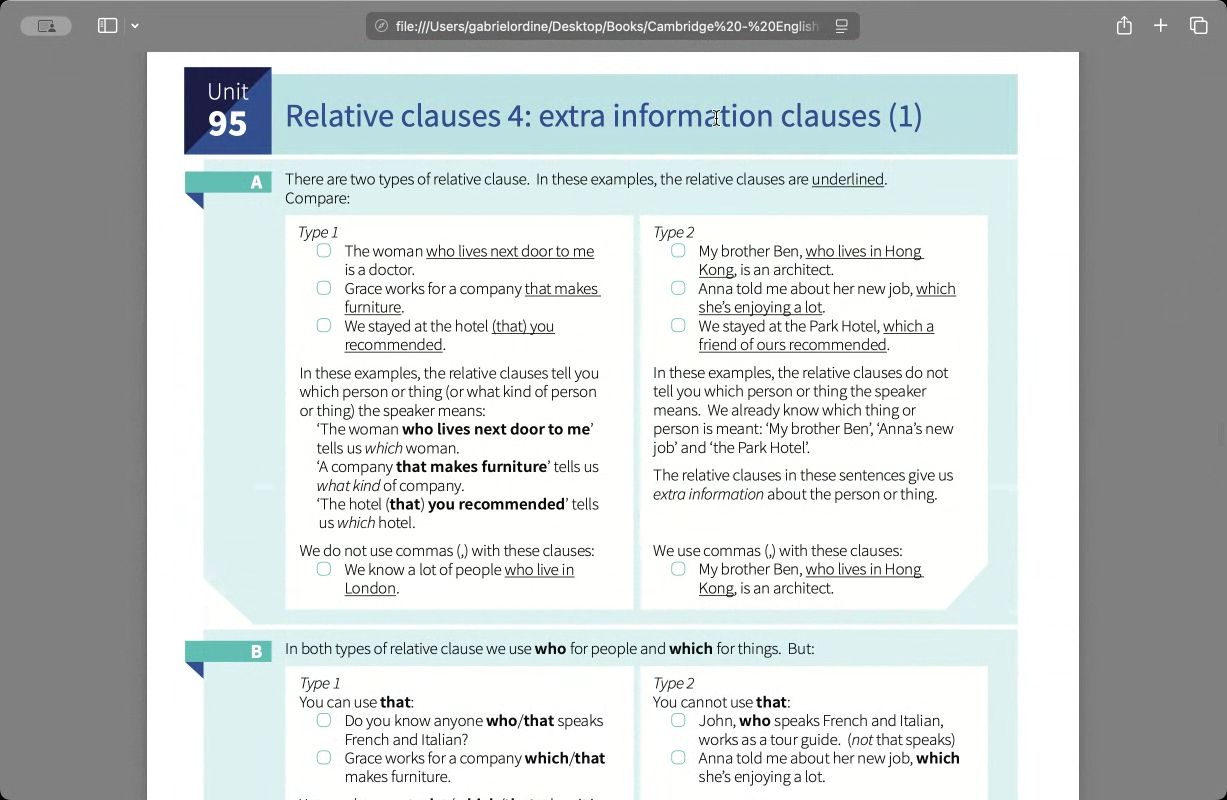 file:///Users/gabrielordine/Desktop/Books/Cambridge%20-%20English
Unit
95
Relative clauses 4: extra information clauses (1)
A
There are two types of relative clause. In these examples, the relative clauses are underlined.
Compare:
Type 1
The woman who lives next door to me
is a doctor.
Grace works for a company that makes
furniture.
We stayed at the hotel (that) you
recommended.
In these examples, the relative clauses tell you
which person or thing (or what kind of person
or thing) the speaker means:
‘The woman who lives next door to me’
tells us which woman.
‘A company that makes furniture’ tells us
what kind of company.
‘The hotel (that) you recommended’ tells
us which hotel.
We do not use commas (,) with these clauses:
We know a lot of people who live in
London.
Type 2
My brother Ben, who lives in Hong
Kong, is an architect.
Anna told me about her new job, which
she’s enjoying a lot.
We stayed at the Park Hotel, which a
friend of ours recommended.
In these examples, the relative clauses do not
tell you which person or thing the speaker
means. We already know which thing or
person is meant: ‘My brother Ben’, ‘Anna’s new
job’ and ‘the Park Hotel’.
The relative clauses in these sentences give us
extra information about the person or thing.
We use commas (,) with these clauses:
My brother Ben, who lives in Hong
Kong, is an architect.
B
In both types of relative clause we use who for people and which for things. But:
Type 1
You can use that:
Do you know anyone who/that speaks
French and Italian?
Grace works for a company which/that
makes furniture.
Type 2
You cannot use that:
John, who speaks French and Italian,
works as a tour guide. (not that speaks)
Anna told me about her new job, which
she’s enjoying a lot.